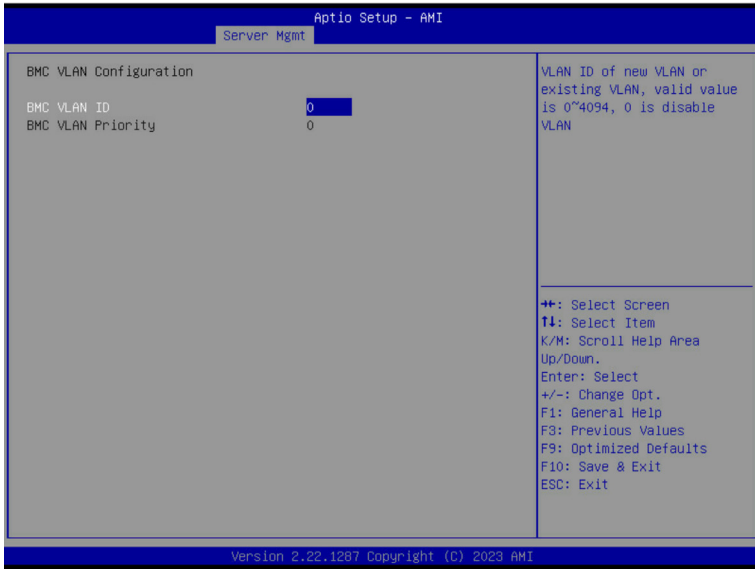 Aptio Setup – AMI
Server Mgmt
BMC VLAN Configuration
BMC VLAN ID 0
BMC VLAN Priority 0
VLAN ID of new VLAN or
existing VLAN, valid value
is 0~4094, 0 is disable
VLAN
→←: Select Screen
↑↓: Select Item
K/M: Scroll Help Area
Up/Down.
Enter: Select
+/-: Change Opt.
F1: General Help
F3: Previous Values
F9: Optimized Defaults
F10: Save & Exit
ESC: Exit
Version 2.22.1287 Copyright (C) 2023 AMI